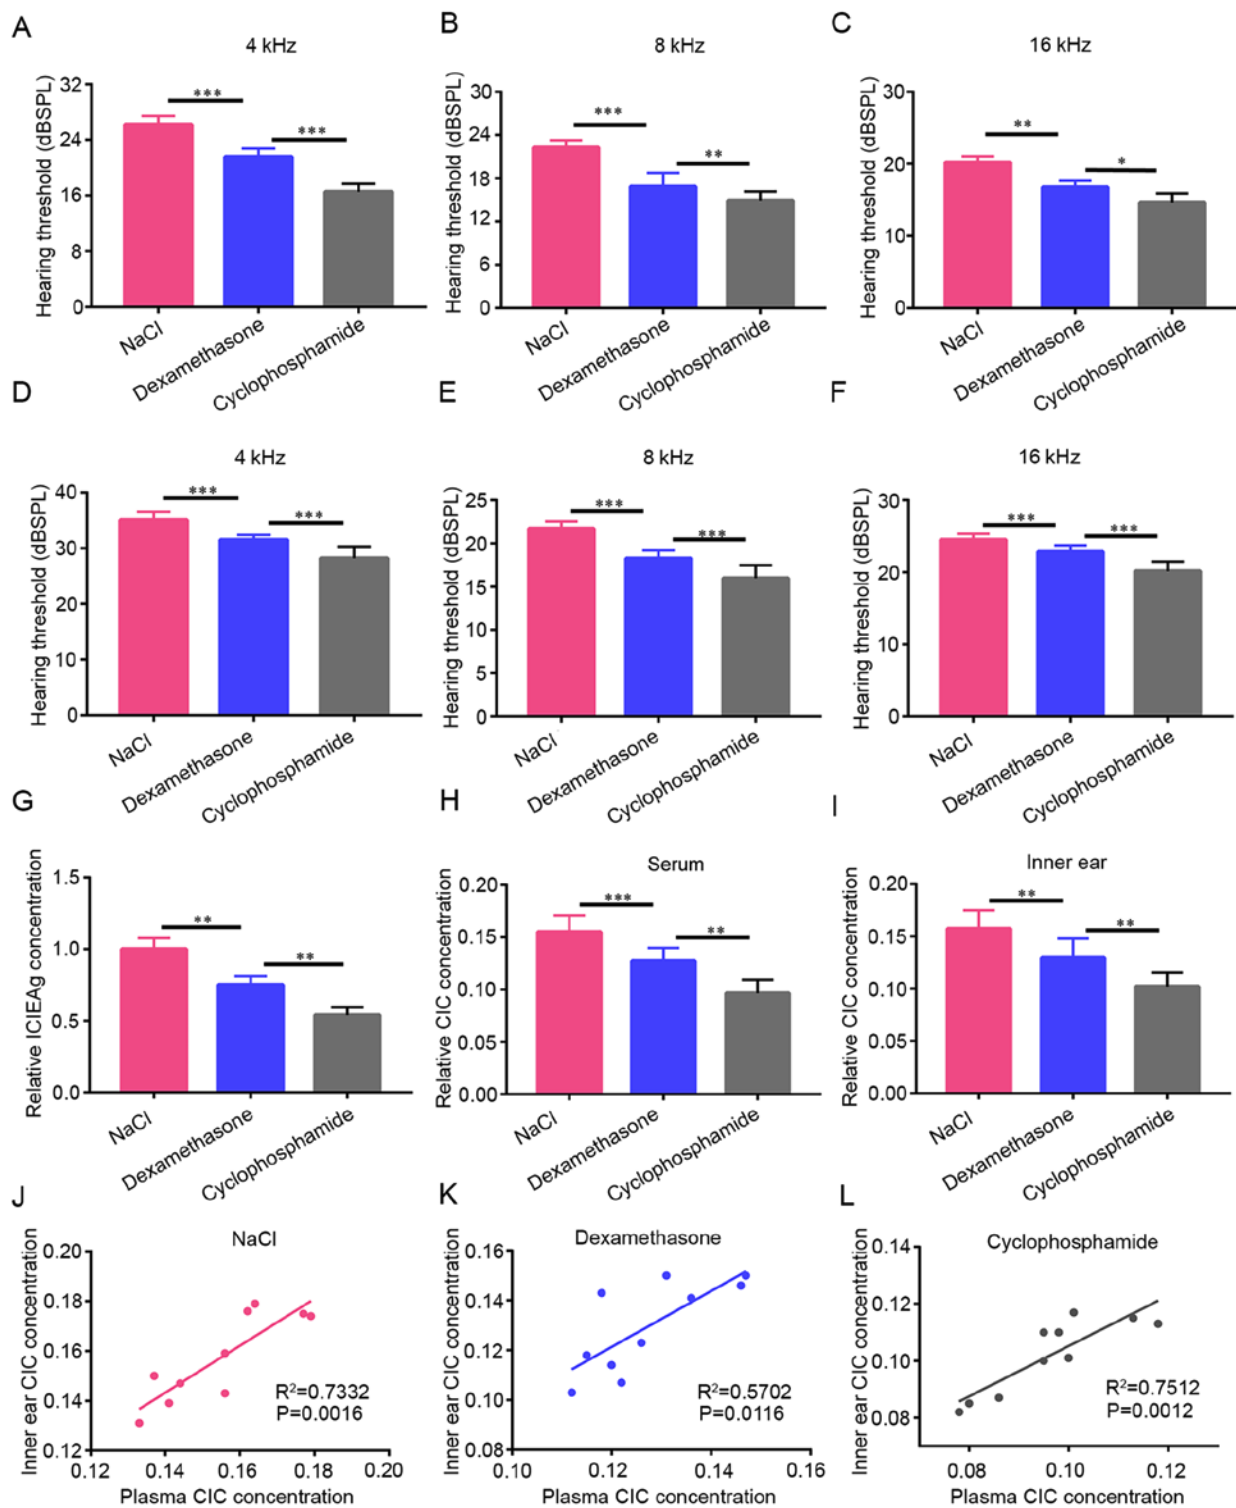 A
4 kHz
Hearing threshold (dBSPL)
32
24
16
8
0
***
***
NaCl
Dexamethasone
Cyclophosphamide
B
8 kHz
Hearing threshold (dBSPL)
30
24
18
12
6
0
***
**
NaCl
Dexamethasone
Cyclophosphamide
C
16 kHz
Hearing threshold (dBSPL)
30
20
10
0
**
*
NaCl
Dexamethasone
Cyclophosphamide
D
4 kHz
Hearing threshold (dBSPL)
40
30
20
10
0
***
***
NaCl
Dexamethasone
Cyclophosphamide
E
8 kHz
Hearing threshold (dBSPL)
25
20
15
10
5
0
***
***
NaCl
Dexamethasone
Cyclophosphamide
F
16 kHz
Hearing threshold (dBSPL)
30
20
10
0
***
***
NaCl
Dexamethasone
Cyclophosphamide
G
Relative ICIEAg concentration
1.5
1.0
0.5
0.0
**
**
NaCl
Dexamethasone
Cyclophosphamide
H
Serum
Relative CIC concentration
0.20
0.15
0.10
0.05
0.00
***
**
NaCl
Dexamethasone
Cyclophosphamide
I
Inner ear
Relative CIC concentration
0.20
0.15
0.10
0.05
0.00
**
**
NaCl
Dexamethasone
Cyclophosphamide
J
NaCl
Inner ear CIC concentration
0.20
0.18
0.16
0.14
0.12
R²=0.7332
P=0.0016
0.12 0.14 0.16 0.18 0.20
Plasma CIC concentration
K
Dexamethasone
Inner ear CIC concentration
0.16
0.14
0.12
0.10
0.08
R²=0.5702
P=0.0116
0.10 0.12 0.14 0.16
Plasma CIC concentration
L
Cyclophosphamide
Inner ear CIC concentration
0.14
0.12
0.10
0.08
R²=0.7512
P=0.0012
0.08 0.10 0.12
Plasma CIC concentration